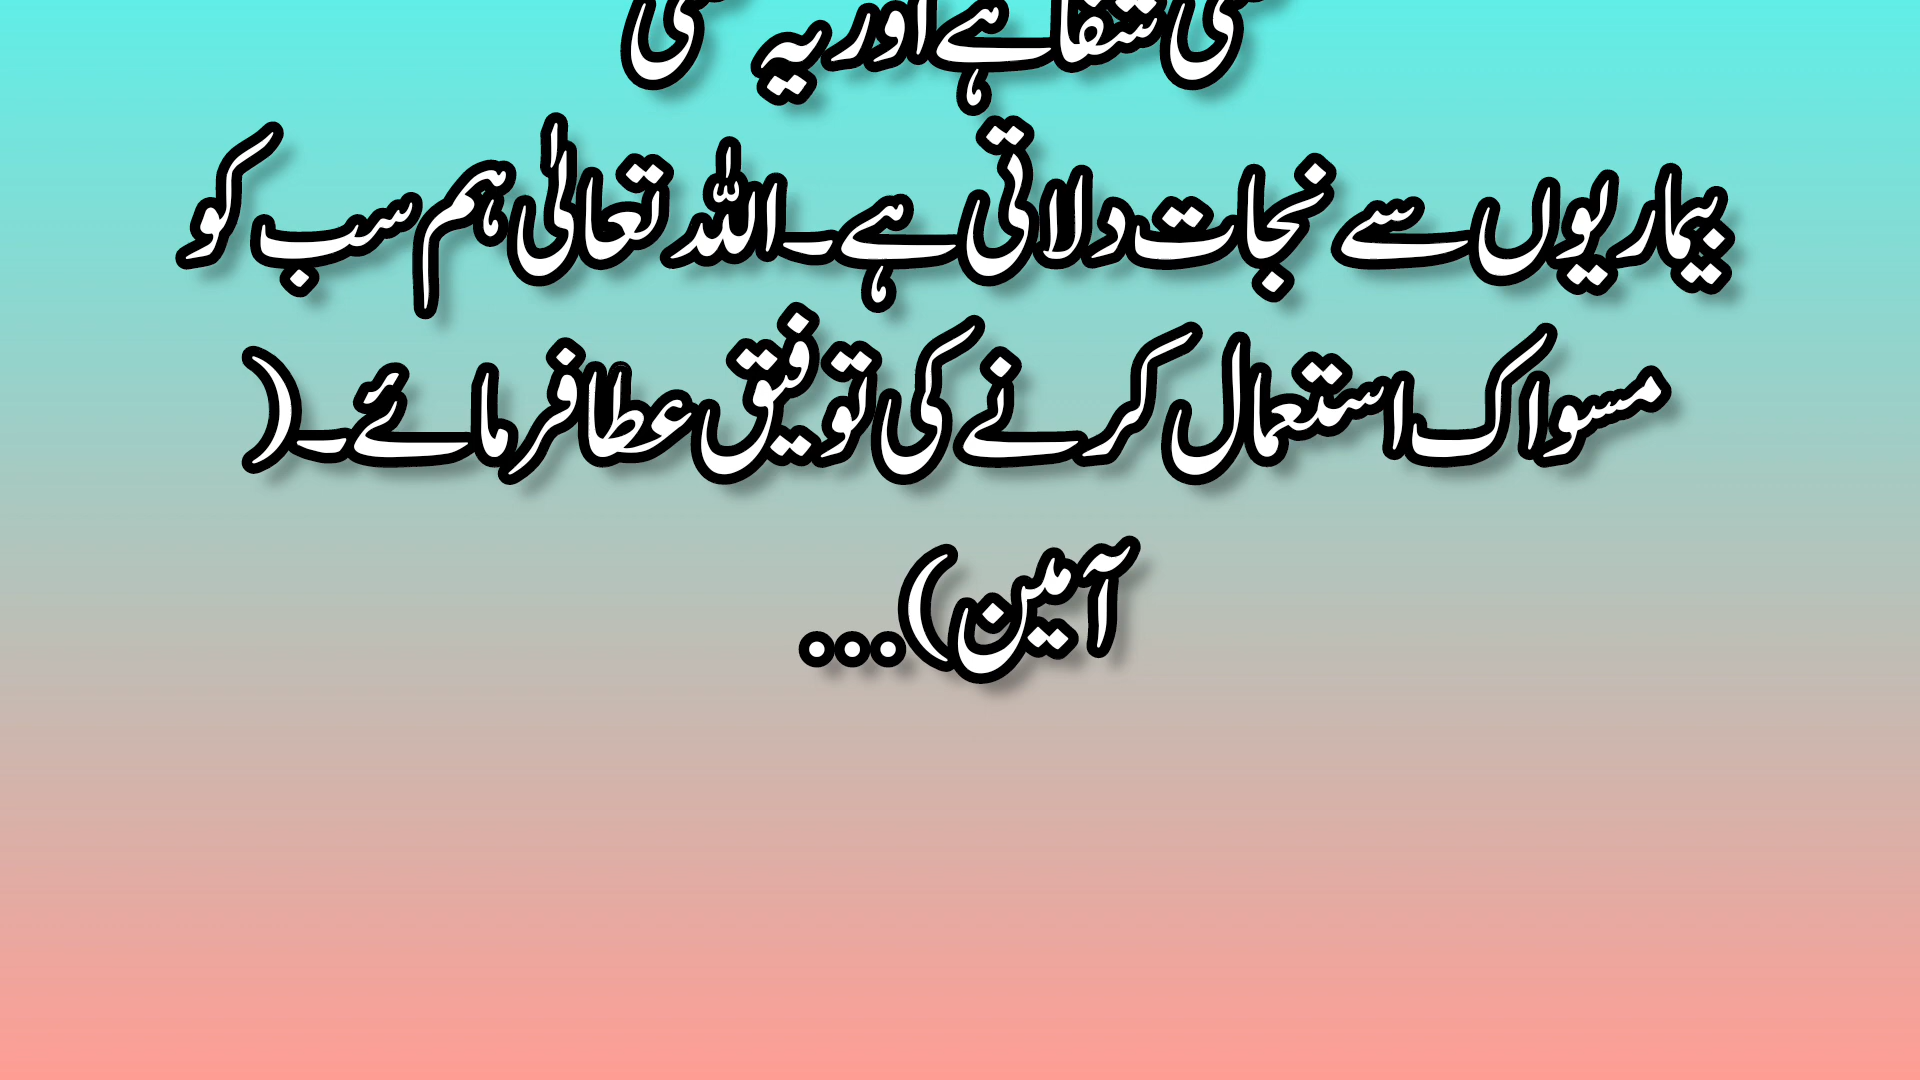 شفا ہے اور یہ
بیماریوں سے نجات دلاتی ہے۔ اللہ تعالیٰ ہم سب کو
مسواک استعمال کرنے کی توفیق عطا فرمائے۔(
آمین)...